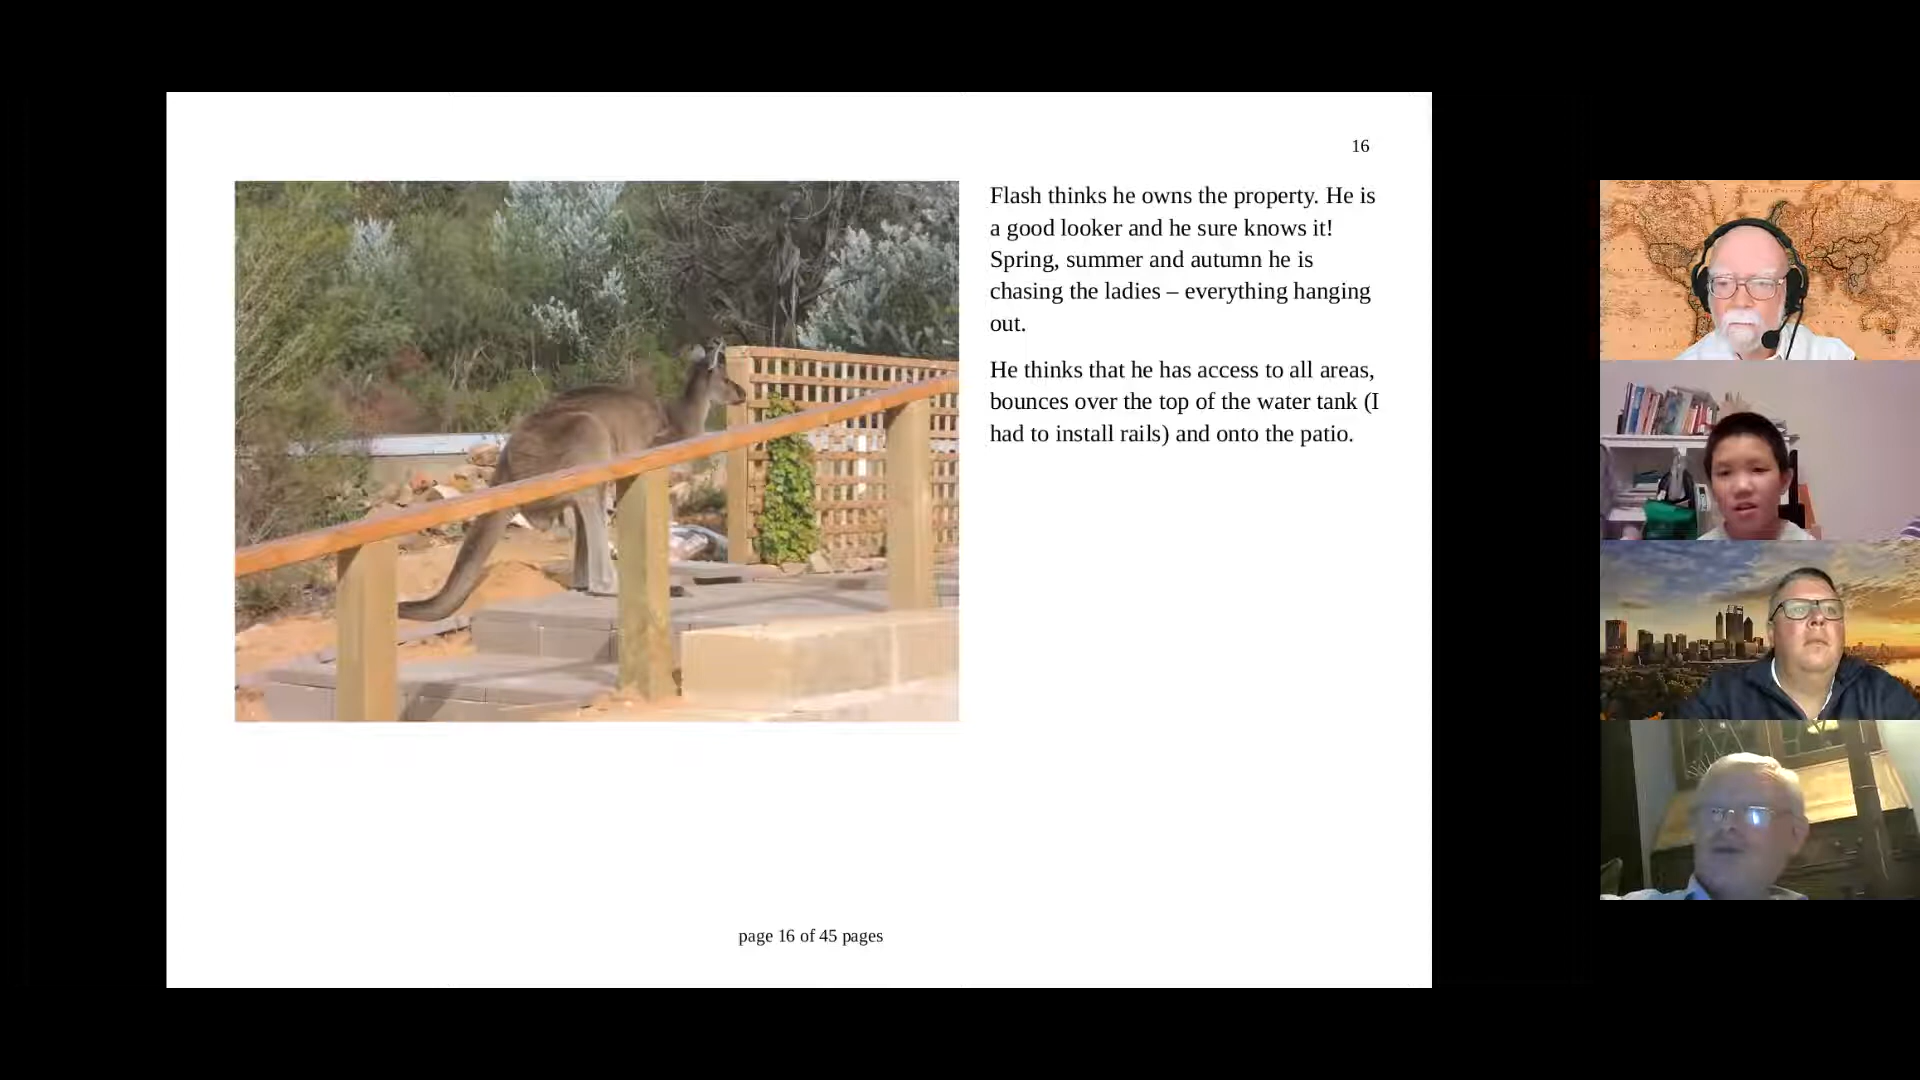 16
Flash thinks he owns the property. He is
a good looker and he sure knows it!
Spring, summer and autumn he is
chasing the ladies – everything hanging
out.
He thinks that he has access to all areas,
bounces over the top of the water tank (I
had to install rails) and onto the patio.
page 16 of 45 pages